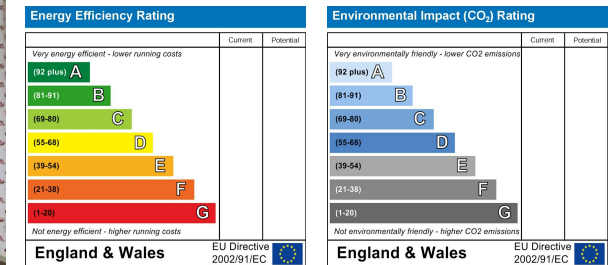 Energy Efficiency Rating
Current Potential
Very energy efficient - lower running costs
(92 plus) A
(81-91) B
(69-80) C
(55-68) D
(39-54) E
(21-38) F
(1-20) G
Not energy efficient - higher running costs
England & Wales
EU Directive
2002/91/EC
Environmental Impact (CO₂) Rating
Current Potential
Very environmentally friendly - lower CO2 emissions
(92 plus) A
(81-91) B
(69-80) C
(55-68) D
(39-54) E
(21-38) F
(1-20) G
Not environmentally friendly - higher CO2 emissions
England & Wales
EU Directive
2002/91/EC